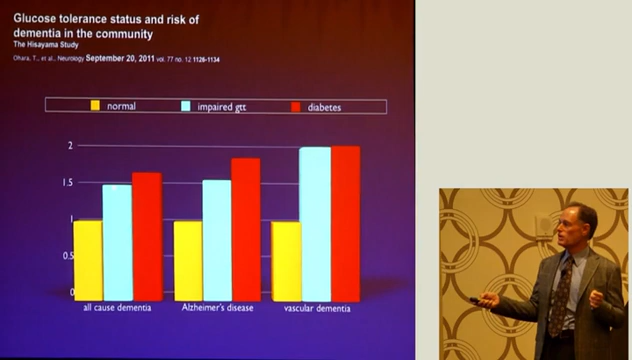 Glucose tolerance status and risk of
dementia in the community
The Hisayama Study
Ohara, T., et al., Neurology September 20, 2011 vol. 77 no. 12 1126-1134
normal impaired gtt diabetes
2
1.5
1
0.5
0
all cause dementia Alzheimer's disease vascular dementia